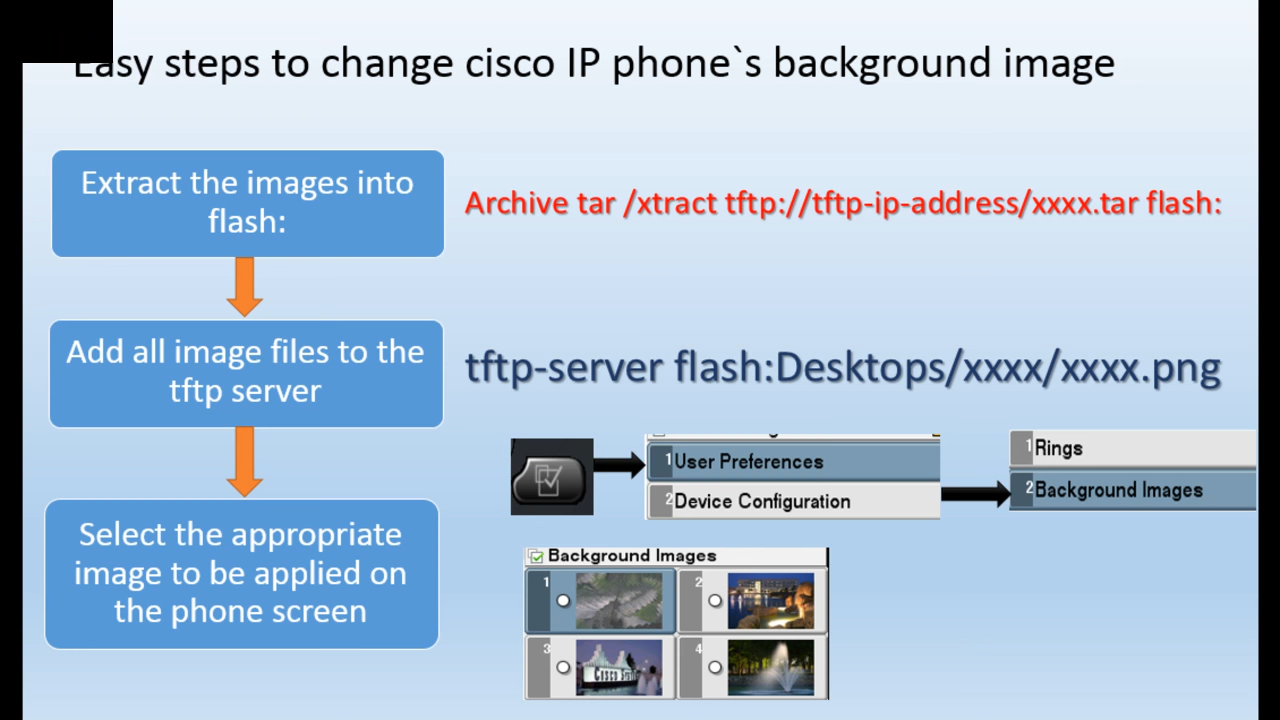 Easy steps to change cisco IP phone`s background image
Extract the images into
flash:
Archive tar /xtract tftp://tftp-ip-address/xxxx.tar flash:
Add all image files to the
tftp server
tftp-server flash:Desktops/xxxx/xxxx.png
1 User Preferences
2 Device Configuration
1 Rings
2 Background Images
Select the appropriate
image to be applied on
the phone screen
Background Images
1
2
3
4